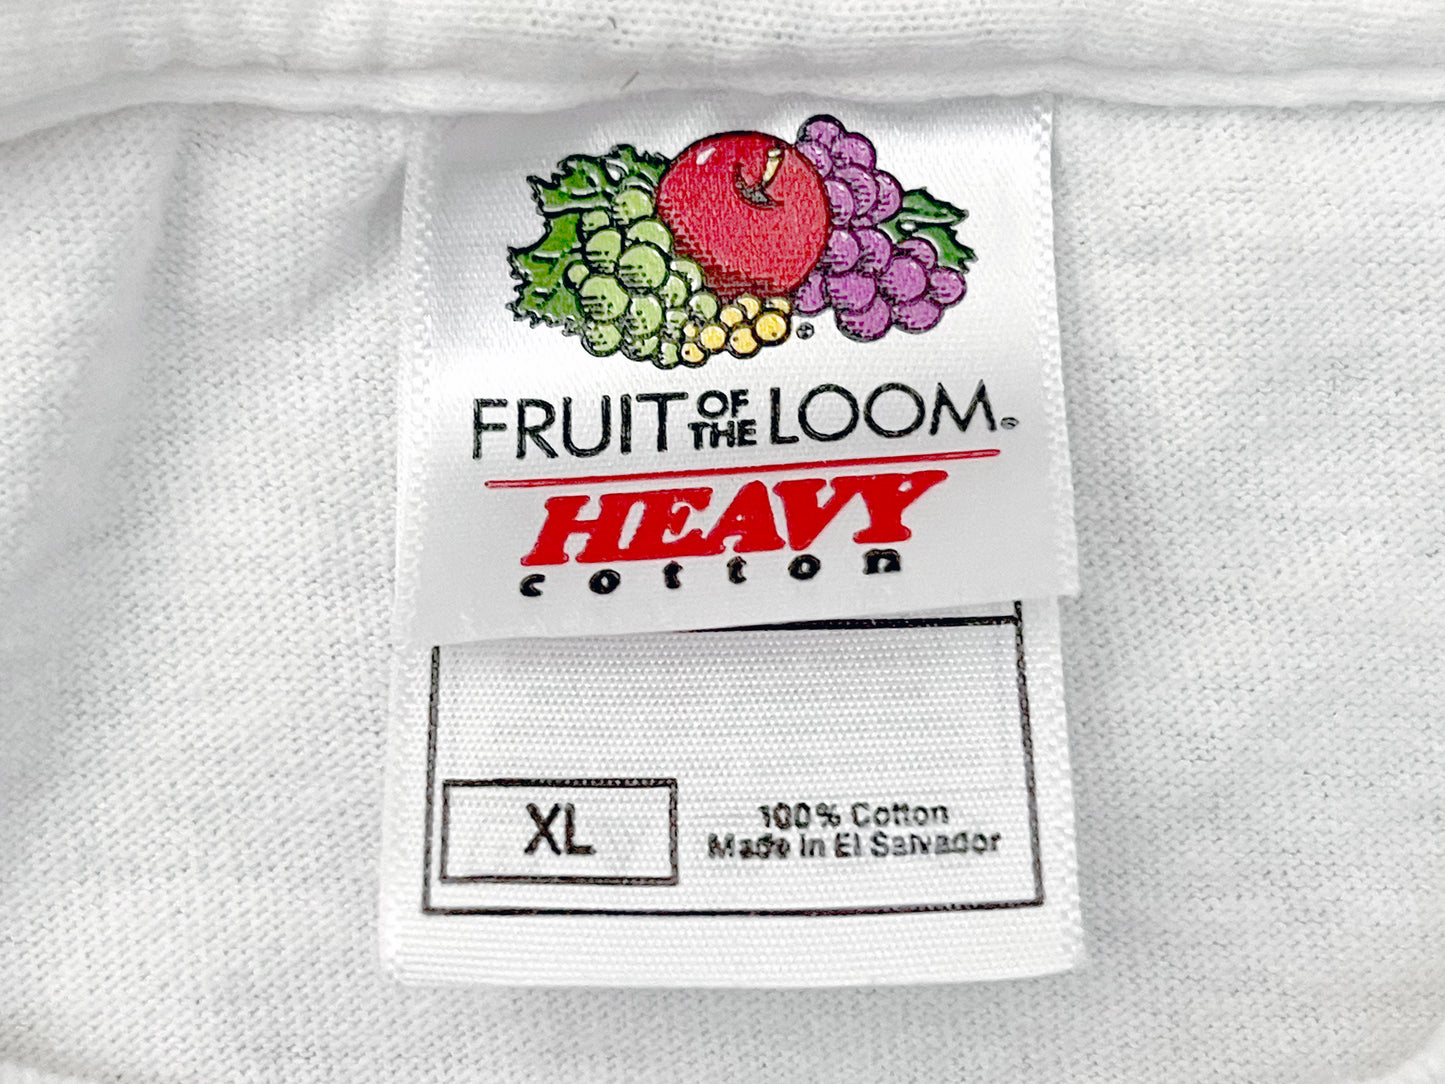 ®
FRUIT OF THE LOOM®
HEAVY
cotton
XL
100% Cotton
Made in El Salvador